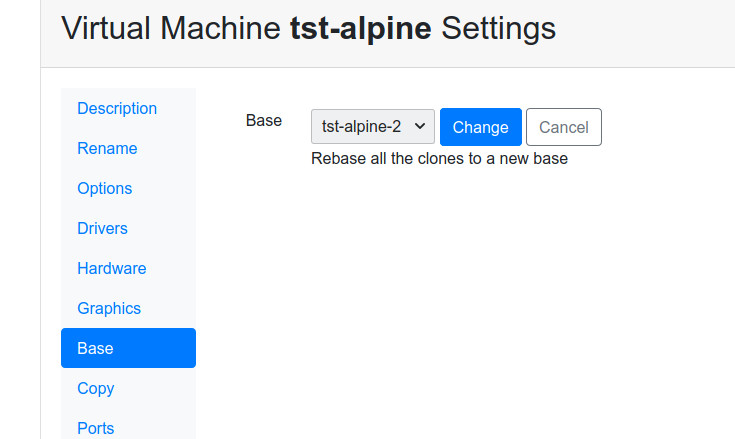 Virtual Machine tst-alpine Settings
Description
Rename
Options
Drivers
Hardware
Graphics
Base
Copy
Ports
Base tst-alpine-2 Change Cancel
Rebase all the clones to a new base